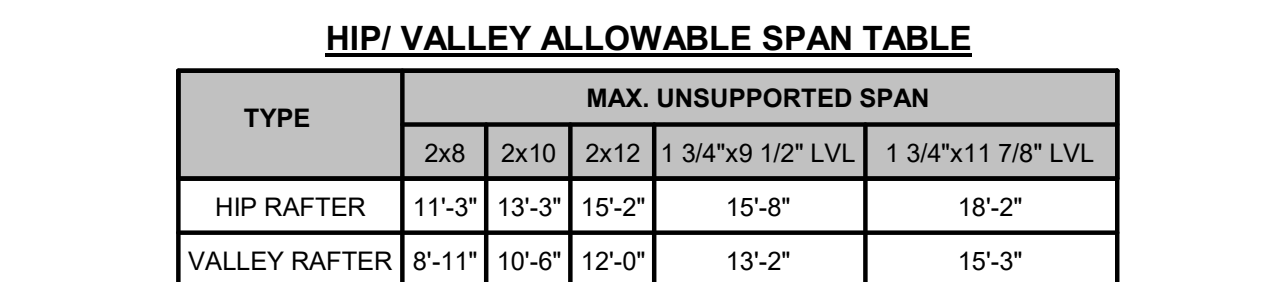 HIP/ VALLEY ALLOWABLE SPAN TABLE
TYPE
MAX. UNSUPPORTED SPAN
2x8 2x10 2x12 1 3/4"x9 1/2" LVL 1 3/4"x11 7/8" LVL
HIP RAFTER 11'-3" 13'-3" 15'-2" 15'-8" 18'-2"
VALLEY RAFTER 8'-11" 10'-6" 12'-0" 13'-2" 15'-3"